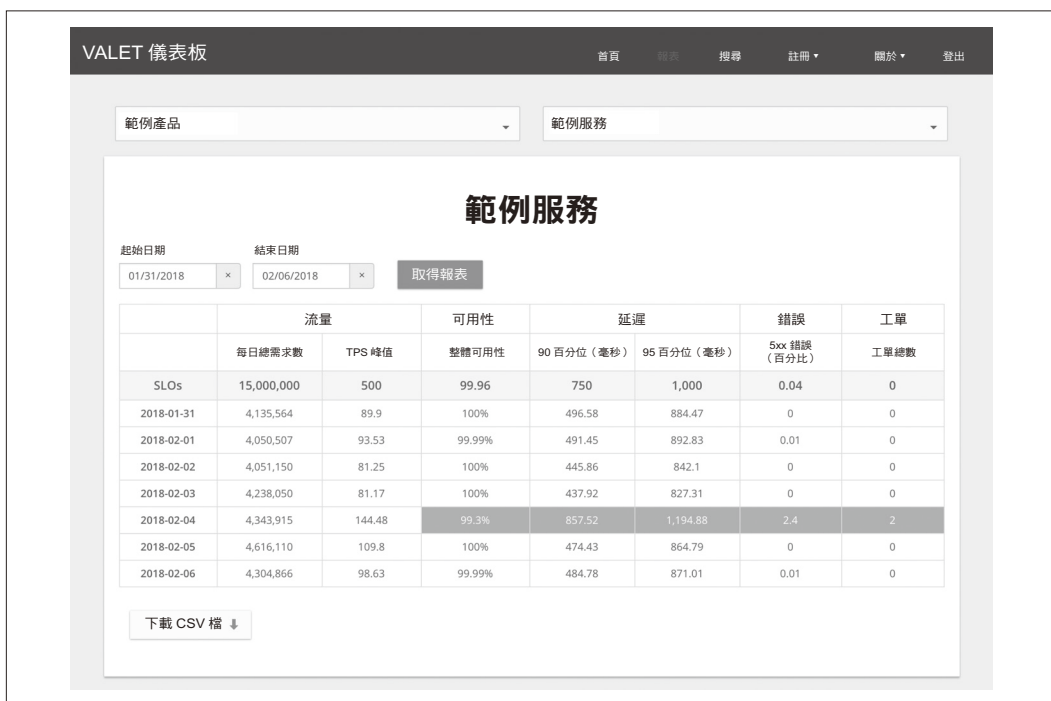 VALET 儀表板
首頁 報表 搜尋 註冊 ▾ 關於 ▾ 登出
範例產品 範例服務
範例服務
起始日期 結束日期
01/31/2018 × 02/06/2018 × 取得報表
流量 可用性 延遲 錯誤 工單
每日總需求數 TPS 峰值 整體可用性 90 百分位（毫秒） 95 百分位（毫秒） 5xx 錯誤（百分比） 工單總數
SLOs 15,000,000 500 99.96 750 1,000 0.04 0
2018-01-31 4,135,564 89.9 100% 496.58 884.47 0 0
2018-02-01 4,050,507 93.53 99.99% 491.45 892.83 0.01 0
2018-02-02 4,051,150 81.25 100% 445.86 842.1 0 0
2018-02-03 4,238,050 81.17 100% 437.92 827.31 0 0
2018-02-04 4,343,915 144.48 99.3% 857.52 1,194.88 2.4 2
2018-02-05 4,616,110 109.8 100% 474.43 864.79 0 0
2018-02-06 4,304,866 98.63 99.99% 484.78 871.01 0.01 0
下載 CSV 檔